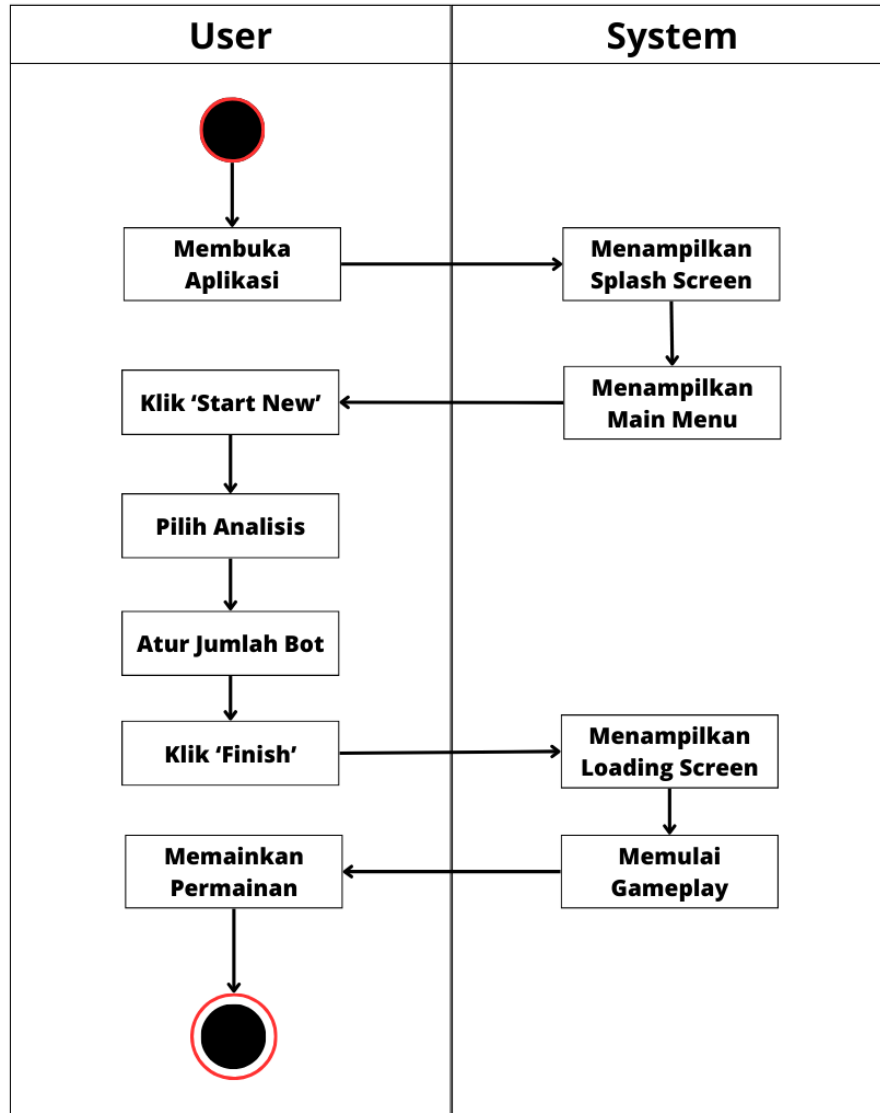 User
System
Membuka
Aplikasi
Menampilkan
Splash Screen
Menampilkan
Main Menu
Klik ‘Start New’
Pilih Analisis
Atur Jumlah Bot
Klik ‘Finish’
Menampilkan
Loading Screen
Memulai
Gameplay
Memainkan
Permainan